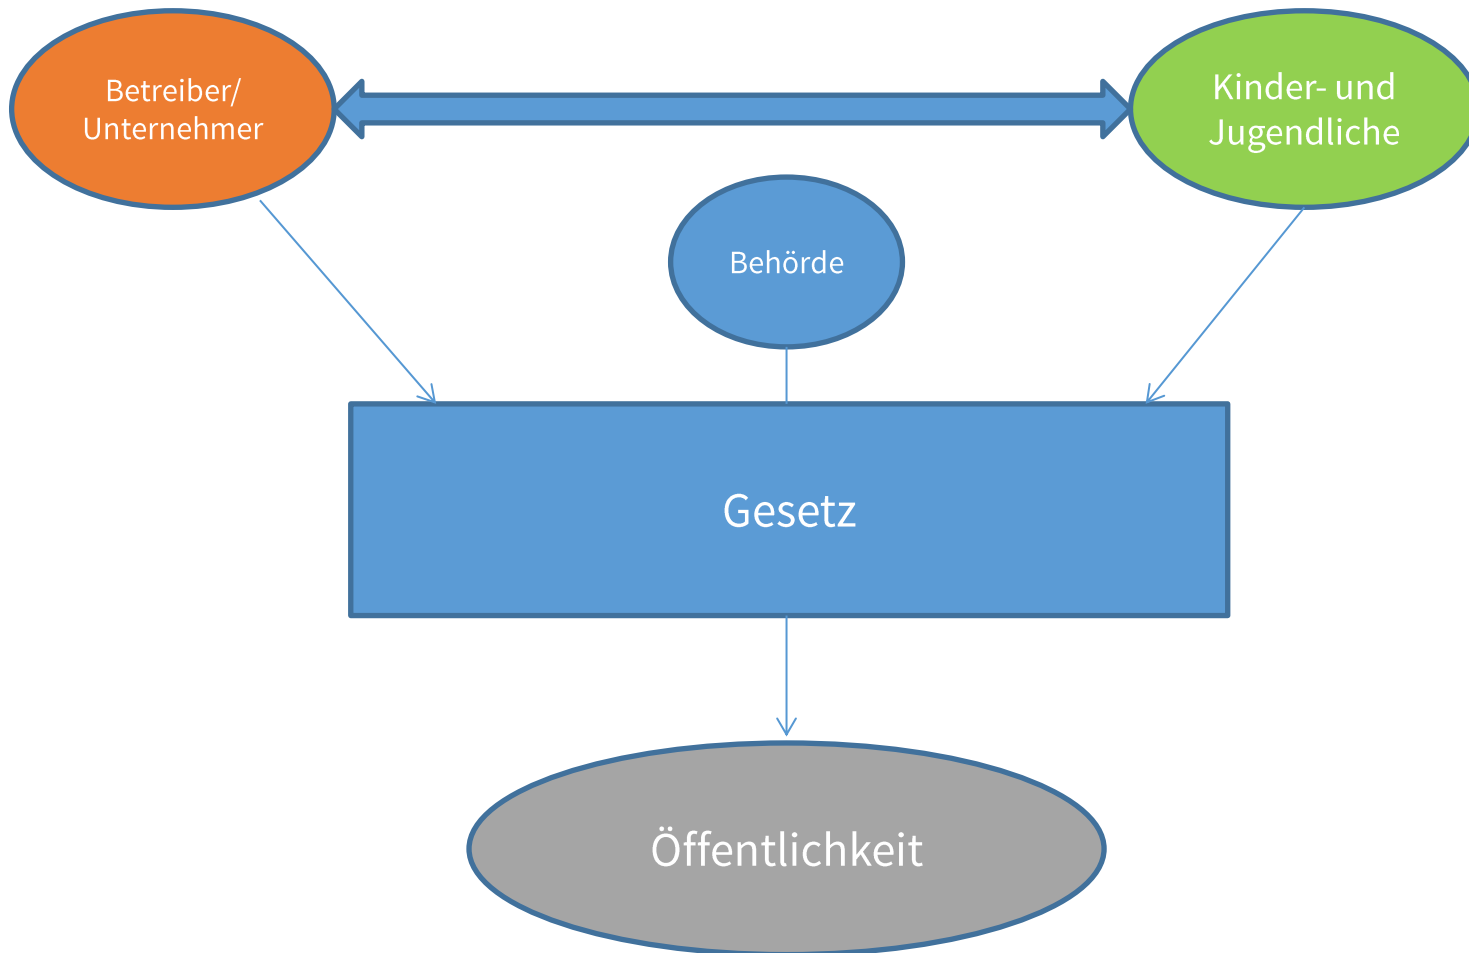 Betreiber/
Unternehmer
Kinder- und
Jugendliche
Behörde
Gesetz
Öffentlichkeit